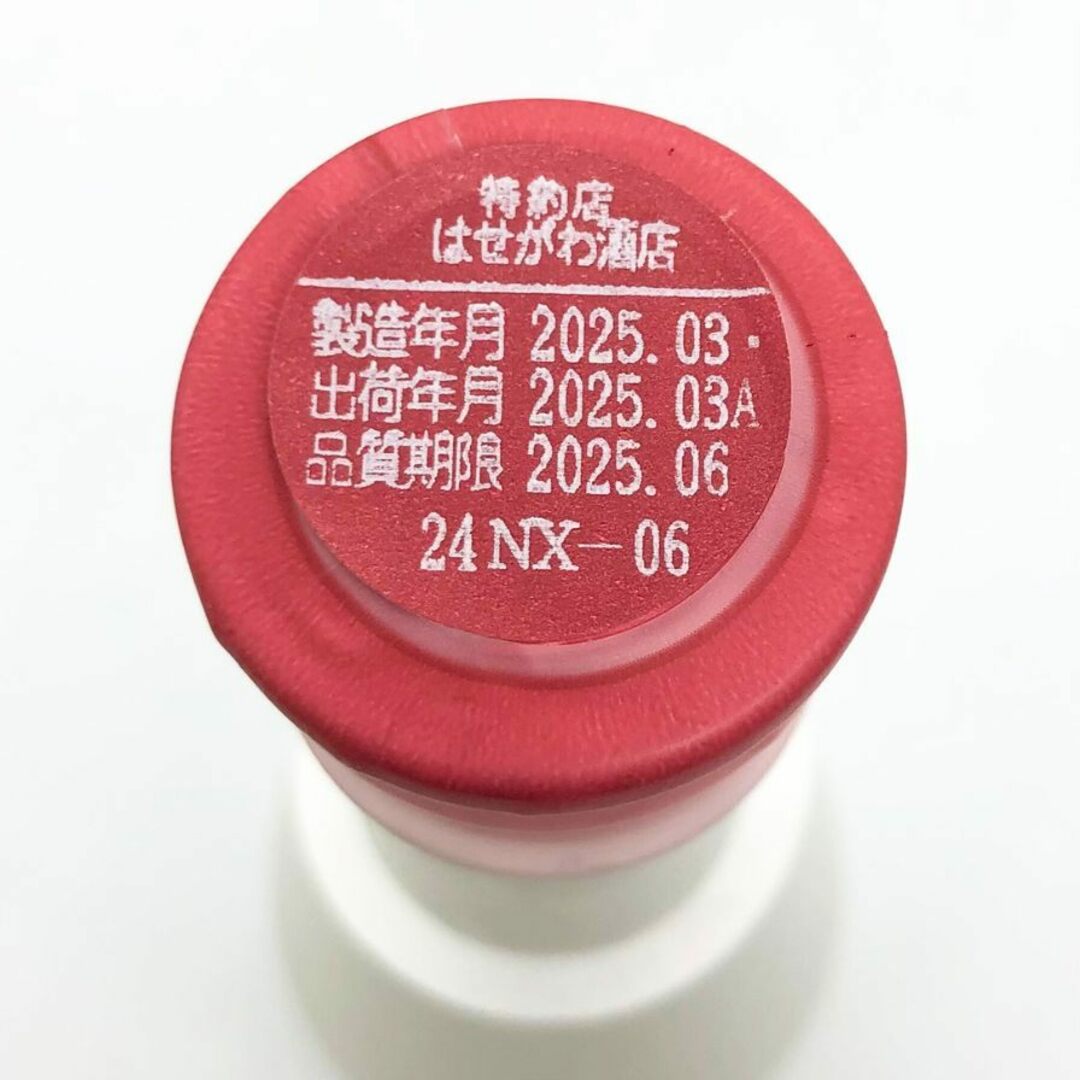 特約店
はせがわ酒店
製造年月 2025. 03 ·
出荷年月 2025. 03A
品質期限 2025. 06
24NX-06